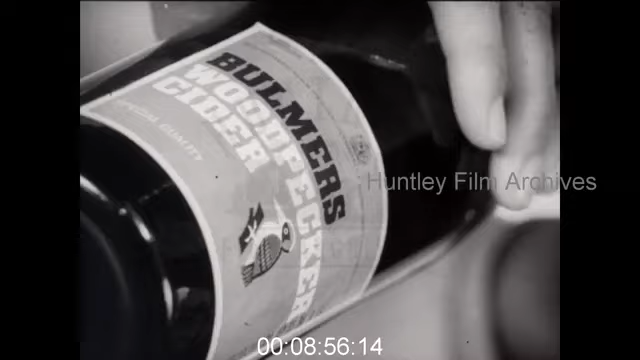 BULMERS
WOODPECKER
CIDER
SPECIAL QUALITY
Huntley Film Archives
00:08:56:14